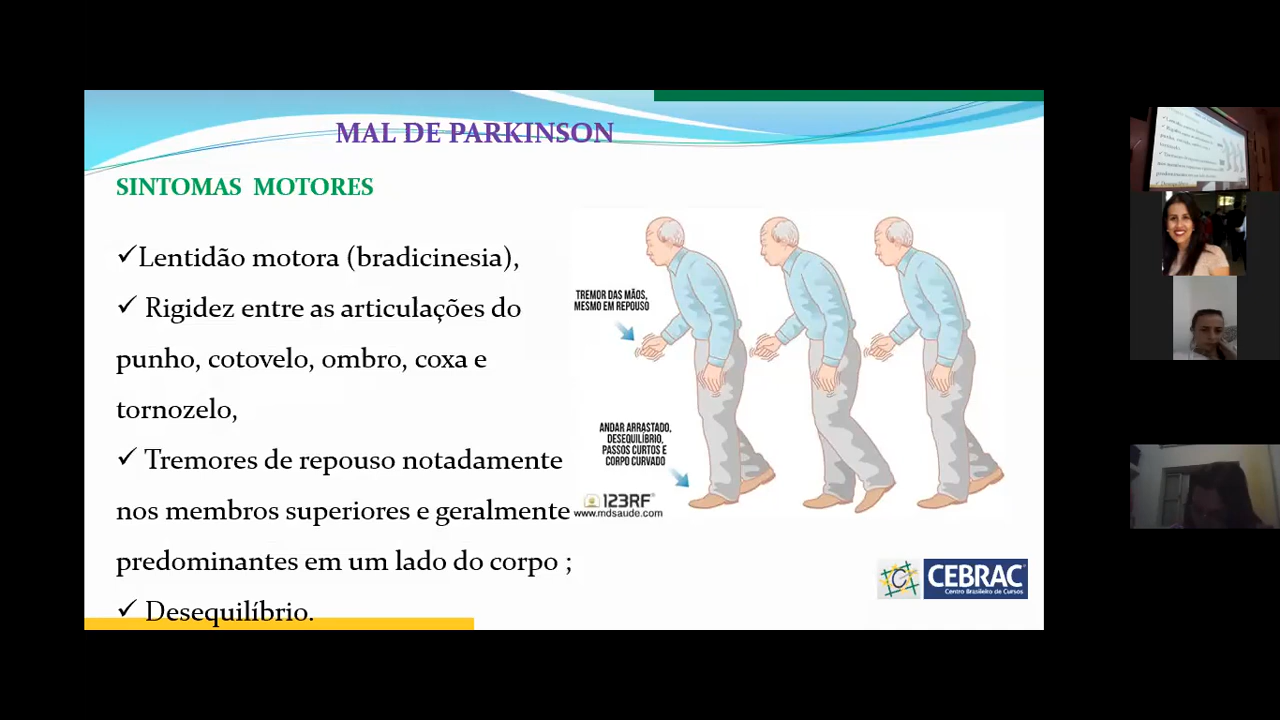 MAL DE PARKINSON
SINTOMAS MOTORES
✓Lentidão motora (bradicinesia),
✓ Rigidez entre as articulações do
punho, cotovelo, ombro, coxa e
tornozelo,
✓ Tremores de repouso notadamente
nos membros superiores e geralmente
predominantes em um lado do corpo ;
✓ Desequilíbrio.
TREMOR DAS MÃOS,
MESMO EM REPOUSO
ANDAR ARRASTADO,
DESEQUILÍBRIO,
PASSOS CURTOS E
CORPO CURVADO
123RF®
www.mdsaude.com
CEBRAC®
Centro Brasileiro de Cursos